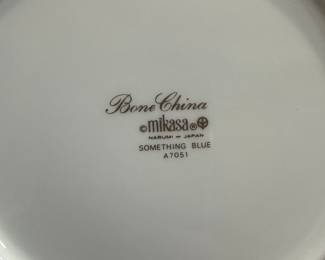 Bone China
©mikasa®
NARUMI — JAPAN
SOMETHING BLUE
A7051